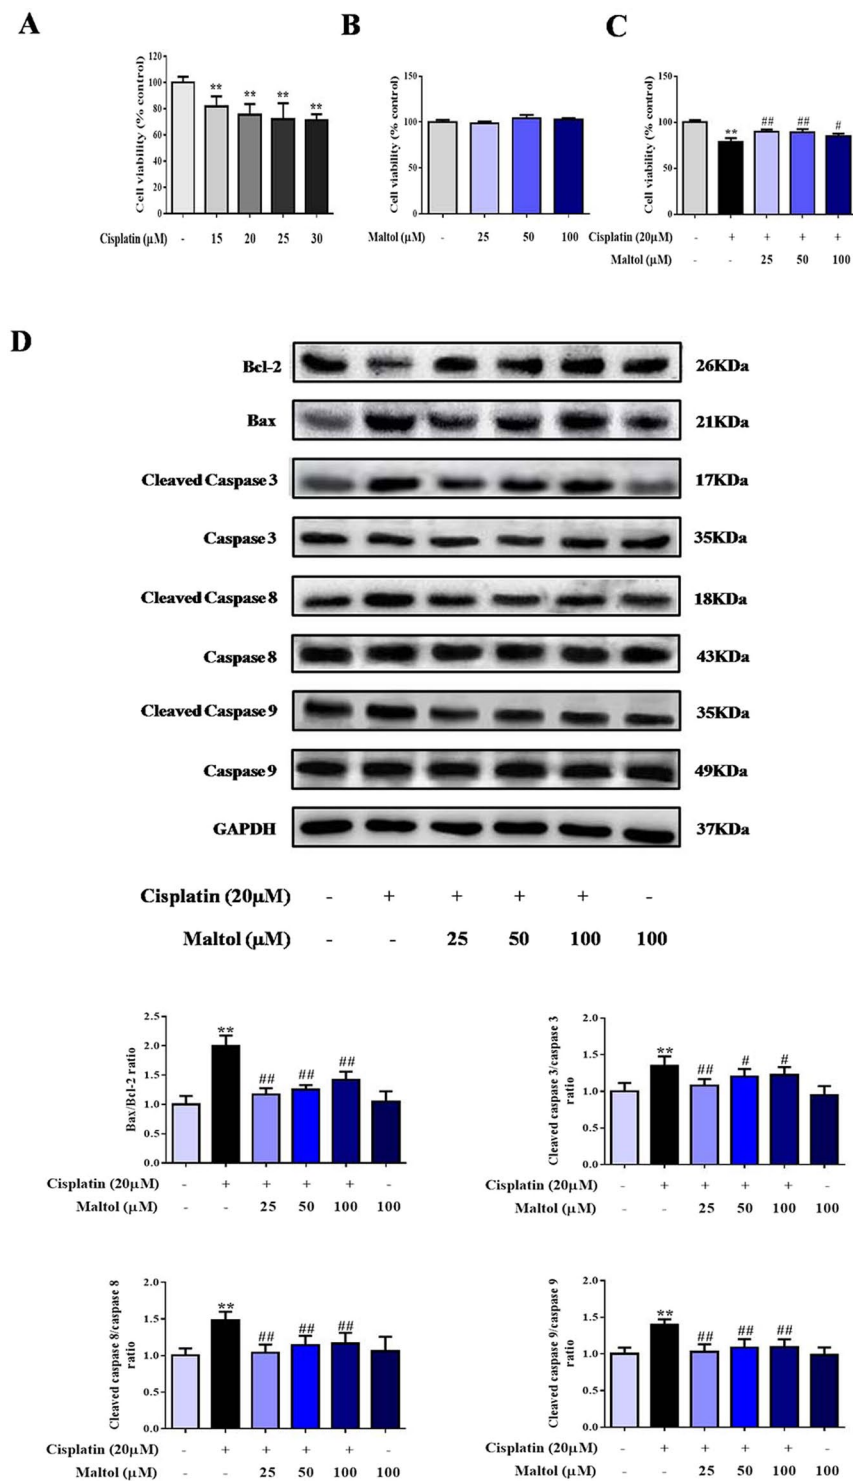 A
B
C
Cell viability (% control)
120
100
80
60
40
20
0
**
**
**
**
Cisplatin (μM)
-
15
20
25
30
Cell viability (% control)
150
100
50
0
Maltol (μM)
-
25
50
100
Cell viability (% control)
150
100
50
0
**
##
##
#
Cisplatin (20μM)
-
+
+
+
+
Maltol (μM)
-
-
25
50
100
D
Bcl-2 26KDa
Bax 21KDa
Cleaved Caspase 3 17KDa
Caspase 3 35KDa
Cleaved Caspase 8 18KDa
Caspase 8 43KDa
Cleaved Caspase 9 35KDa
Caspase 9 49KDa
GAPDH 37KDa
Cisplatin (20μM) - + + + + -
Maltol (μM) - - 25 50 100 100
Bax/Bcl-2 ratio
2.5
2.0
1.5
1.0
0.5
0.0
**
##
##
##
Cisplatin (20μM) - + + + + -
Maltol (μM) - - 25 50 100 100
Cleaved caspase 3/caspase 3
ratio
2.0
1.5
1.0
0.5
0.0
**
##
#
#
Cisplatin (20μM) - + + + + -
Maltol (μM) - - 25 50 100 100
Cleaved caspase 8/caspase 8
ratio
2.0
1.5
1.0
0.5
0.0
**
##
##
##
Cisplatin (20μM) - + + + + -
Maltol (μM) - - 25 50 100 100
Cleaved caspase 9/caspase 9
ratio
2.0
1.5
1.0
0.5
0.0
**
##
##
##
Cisplatin (20μM) - + + + + -
Maltol (μM) - - 25 50 100 100